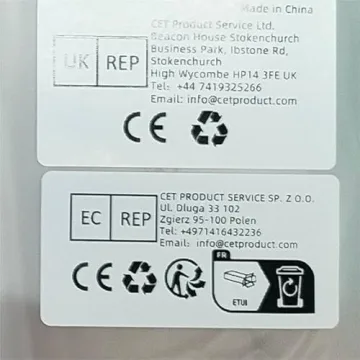 Made in China
CET Product Service Ltd.
Beacon House Stokenchurch
Business Park, Ibstone Rd,
Stokenchurch
High Wycombe HP14 3FE UK
Tel: +44 7419325266
Email: info@cetproduct.com
UK REP
CE
CET PRODUCT SERVICE SP. Z O.O.
Ul. Dluga 33 102
Zgierz 95-100 Polen
Tel: +4971416432236
Email: info@cetproduct.com
EC REP
CE
FR
ETUI